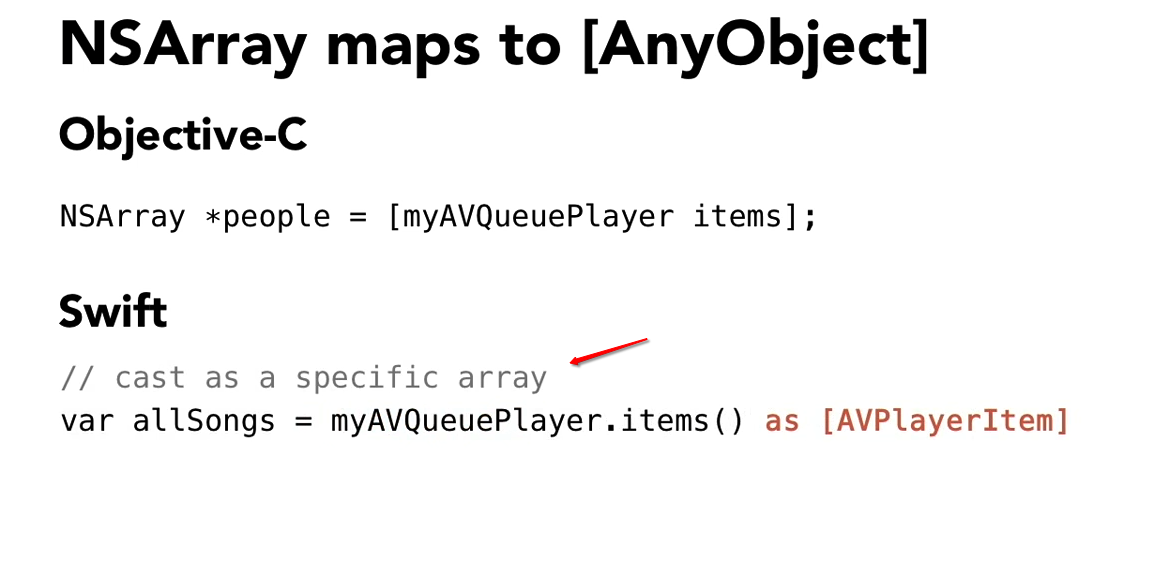 NSArray maps to [AnyObject]
Objective-C
NSArray *people = [myAVQueuePlayer items];
Swift
// cast as a specific array
var allSongs = myAVQueuePlayer.items() as [AVPlayerItem]